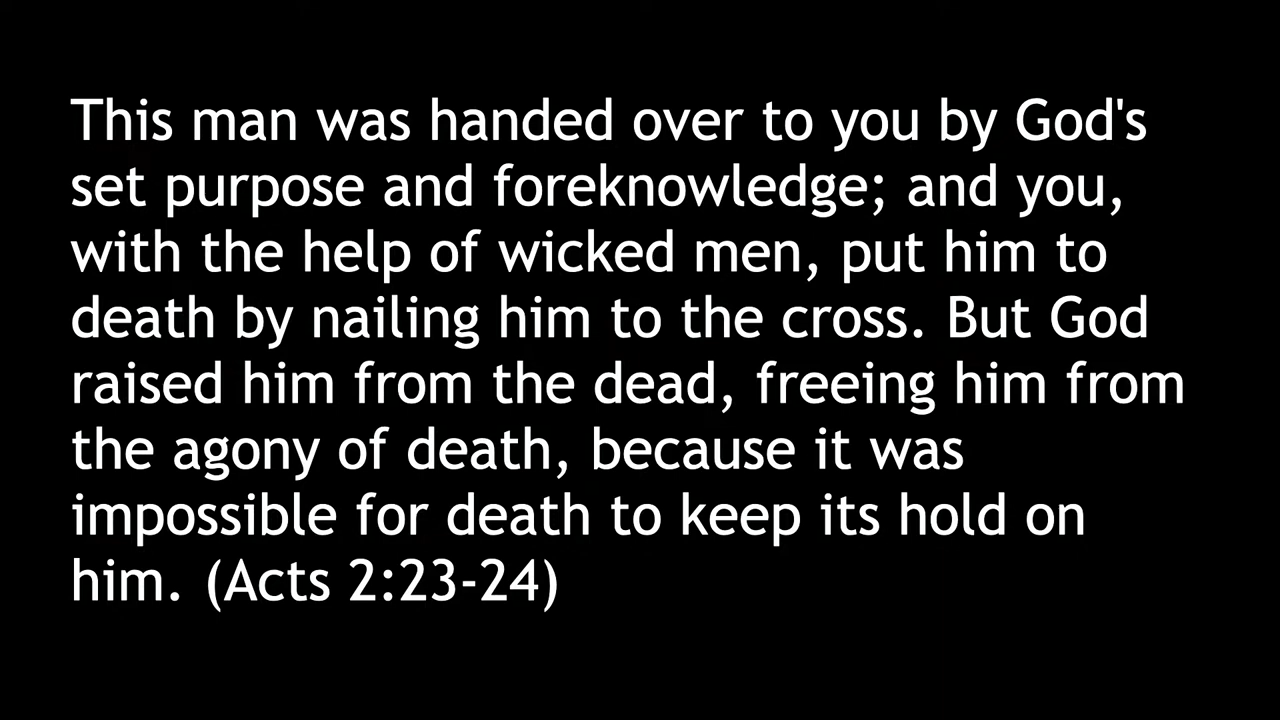 This man was handed over to you by God's
set purpose and foreknowledge; and you,
with the help of wicked men, put him to
death by nailing him to the cross. But God
raised him from the dead, freeing him from
the agony of death, because it was
impossible for death to keep its hold on
him. (Acts 2:23-24)